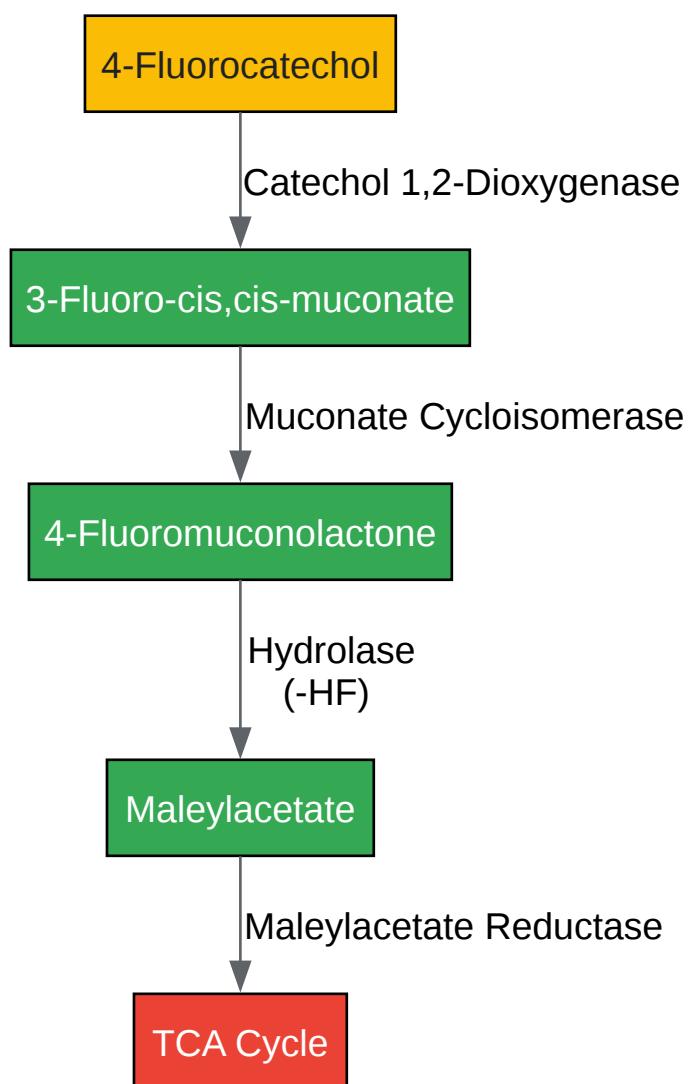 4-Fluorocatechol
Catechol 1,2-Dioxygenase
3-Fluoro-cis,cis-muconate
Muconate Cycloisomerase
4-Fluoromuconolactone
Hydrolase
(-HF)
Maleylacetate
Maleylacetate Reductase
TCA Cycle